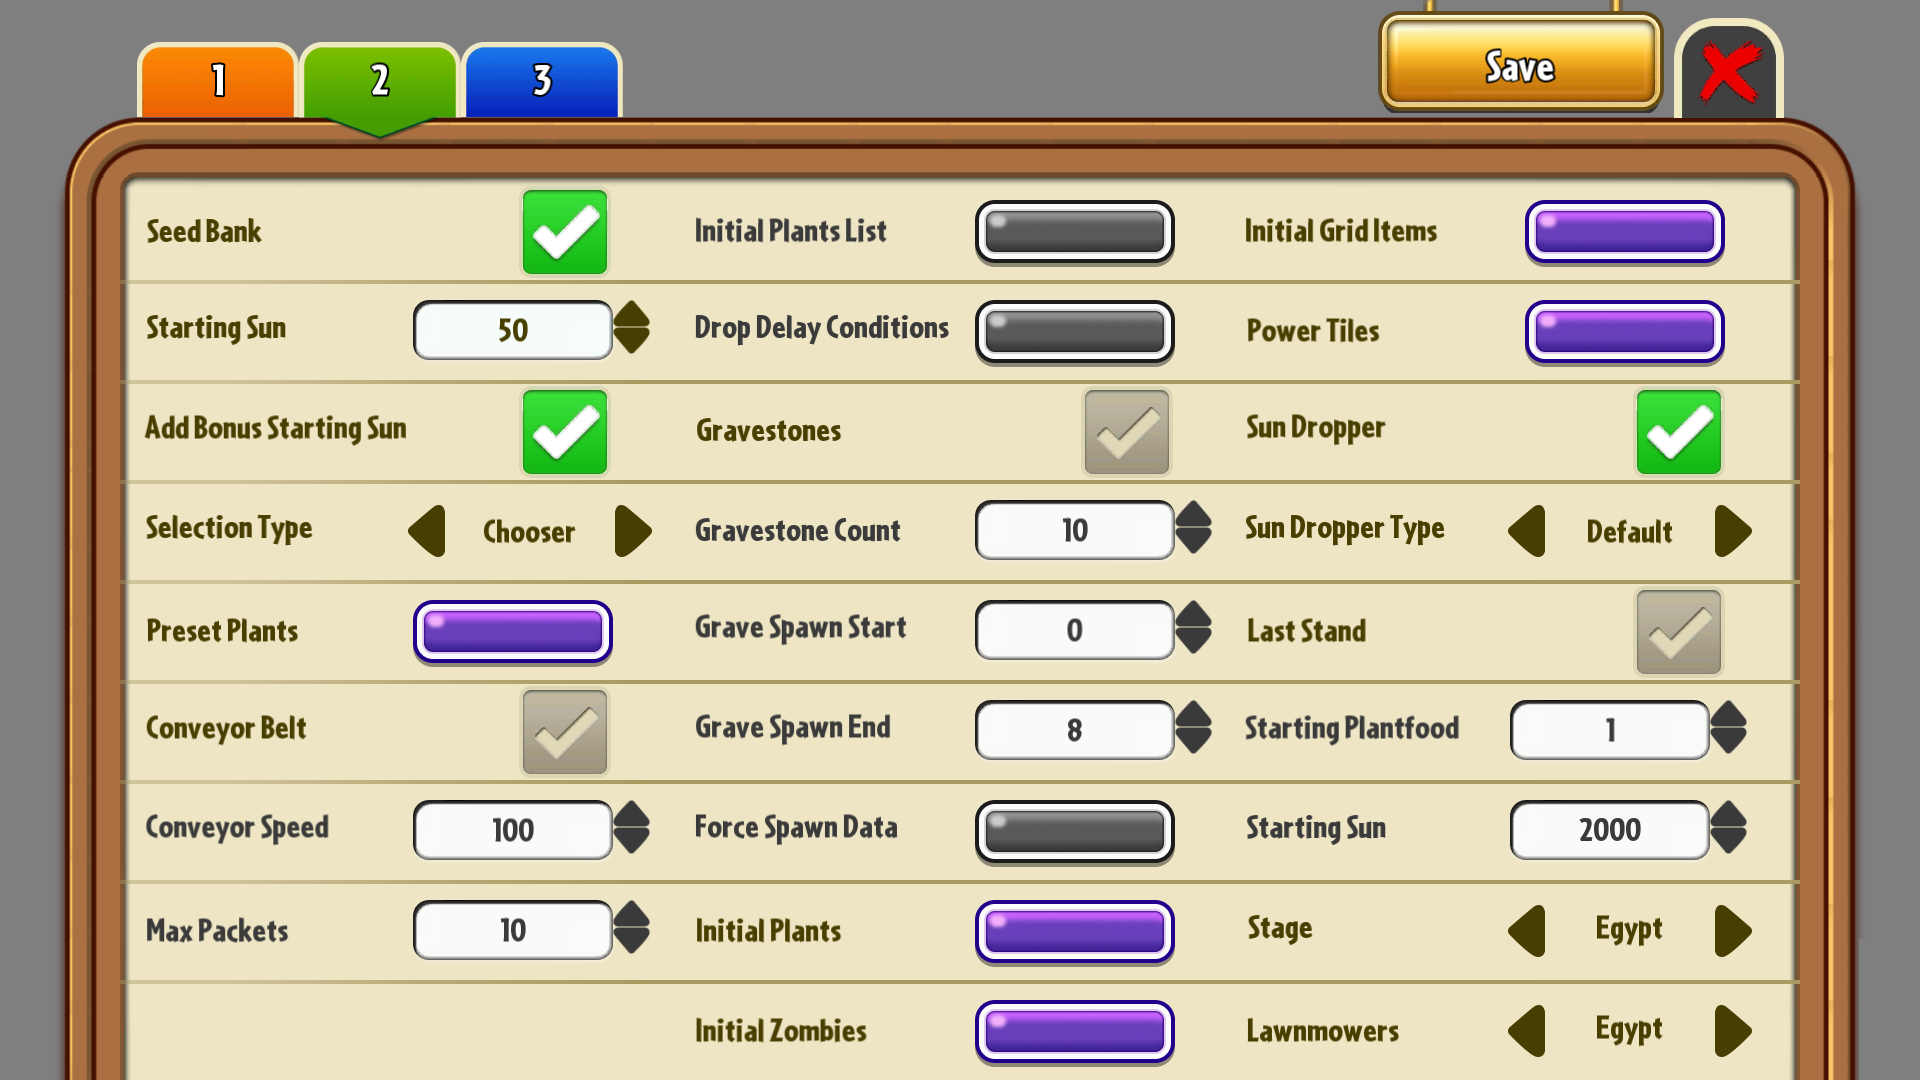 1
2
3
Save
Seed Bank
Initial Plants List
Initial Grid Items
Starting Sun
50
Drop Delay Conditions
Power Tiles
Add Bonus Starting Sun
Gravestones
Sun Dropper
Selection Type
Chooser
Gravestone Count
10
Sun Dropper Type
Default
Preset Plants
Grave Spawn Start
0
Last Stand
Conveyor Belt
Grave Spawn End
8
Starting Plantfood
1
Conveyor Speed
100
Force Spawn Data
Starting Sun
2000
Max Packets
10
Initial Plants
Stage
Egypt
Initial Zombies
Lawnmowers
Egypt